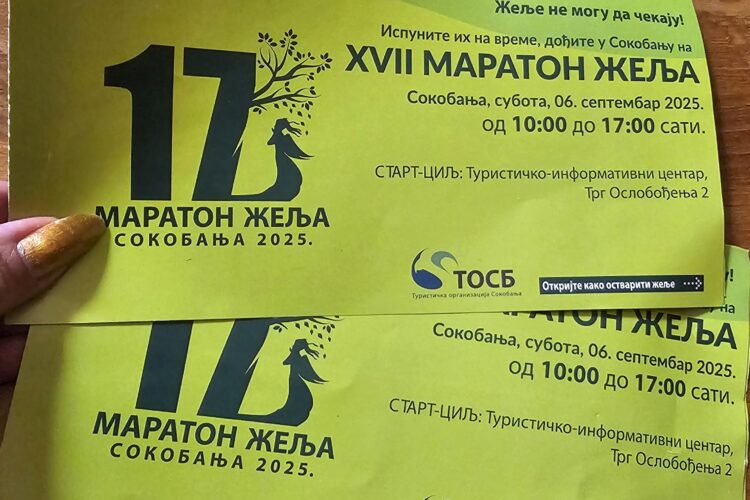 Жеље не могу да чекају!
Испуните их на време, дођите у Сокобању на
XVII МАРАТОН ЖЕЉА
Сокобања, субота, 06. септембар 2025.
од 10:00 до 17:00 сати.
СТАРТ-ЦИЉ: Туристичко-информативни центар,
Трг Ослобођења 2
17
МАРАТОН ЖЕЉА
СОКОБАЊА 2025.
ТОСБ
Туристичка организација Сокобања
Откријте како остварити жеље
на
МАРАТОН ЖЕЉА
Сокобања, субота, 06. септембар 2025.
од 10:00 до 17:00 сати.
СТАРТ-ЦИЉ: Туристичко-информативни центар,
Трг Ослобођења 2
17
МАРАТОН ЖЕЉА
СОКОБАЊА 2025.